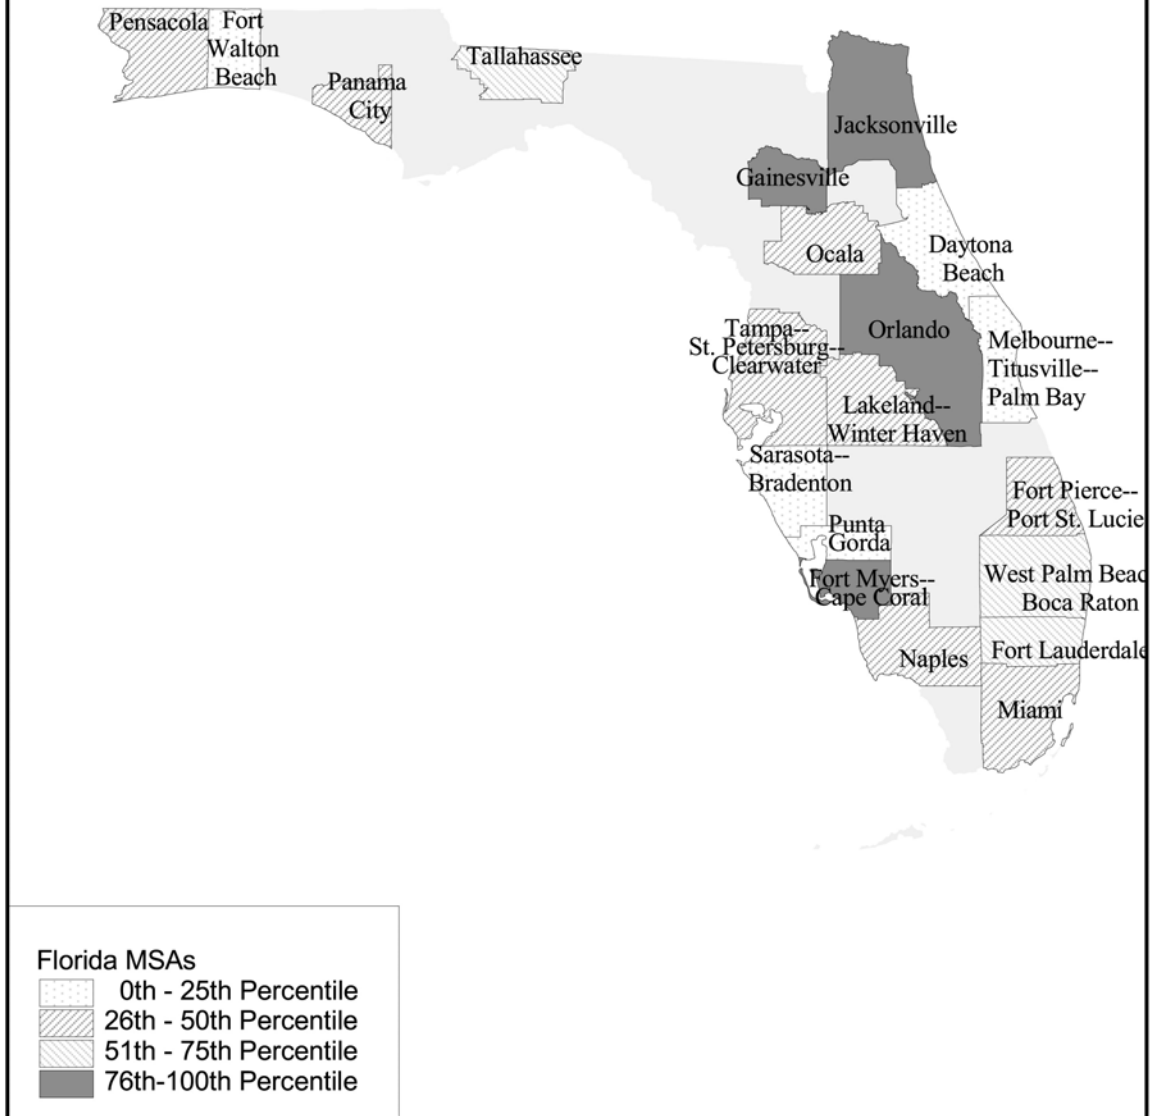 Pensacola
Fort
Walton
Beach
Panama
City
Tallahassee
Jacksonville
Gainesville
Ocala
Daytona
Beach
Orlando
Tampa--
St. Petersburg--
Clearwater
Melbourne--
Titusville--
Palm Bay
Lakeland--
Winter Haven
Sarasota--
Bradenton
Punta
Gorda
Fort Pierce--
Port St. Lucie
Fort Myers--
Cape Coral
West Palm Beac
Boca Raton
Naples
Fort Lauderdale
Miami
Florida MSAs
0th - 25th Percentile
26th - 50th Percentile
51th - 75th Percentile
76th-100th Percentile